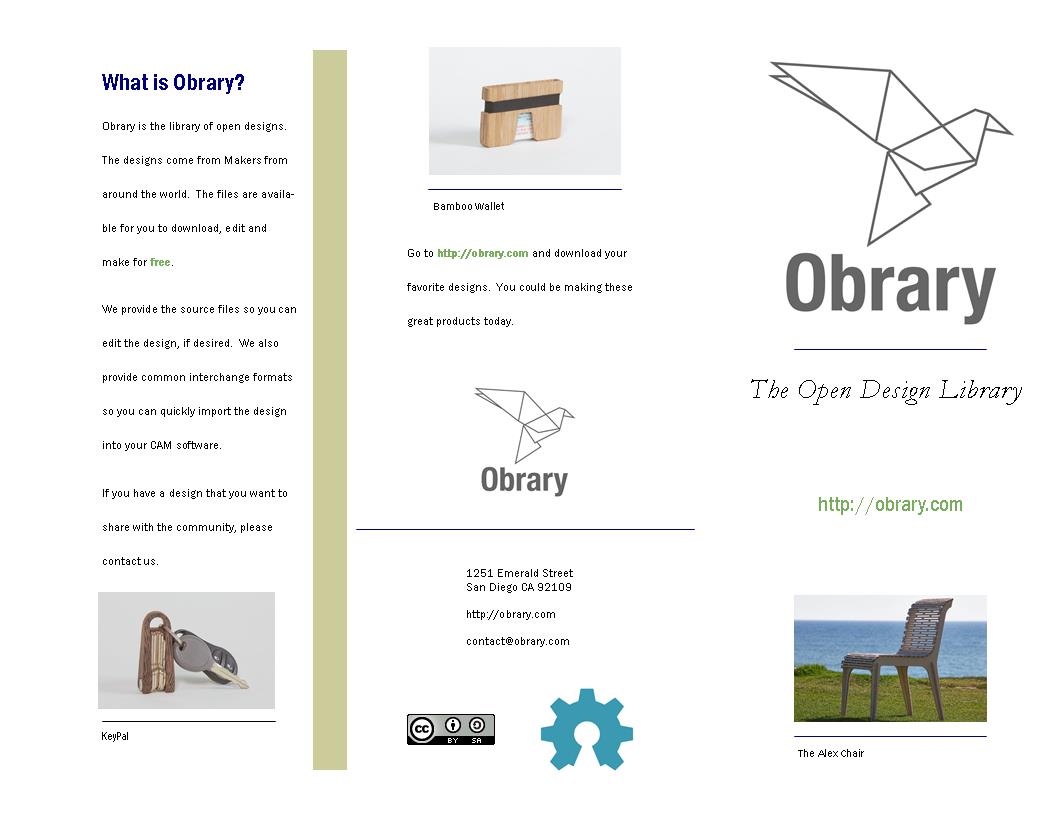 What is Obrary?
Obrary is the library of open designs.
The designs come from Makers from
around the world.  The files are availa-
ble for you to download, edit and
make for free.
We provide the source files so you can
edit the design, if desired.  We also
provide common interchange formats
so you can quickly import the design
into your CAM software.
If you have a design that you want to
share with the community, please
contact us.
KeyPal
Bamboo Wallet
Go to http://obrary.com and download your
favorite designs.  You could be making these
great products today.
Obrary
1251 Emerald Street
San Diego CA 92109
http://obrary.com
contact@obrary.com
cc
BY SA
Obrary
The Open Design Library
http://obrary.com
The Alex Chair